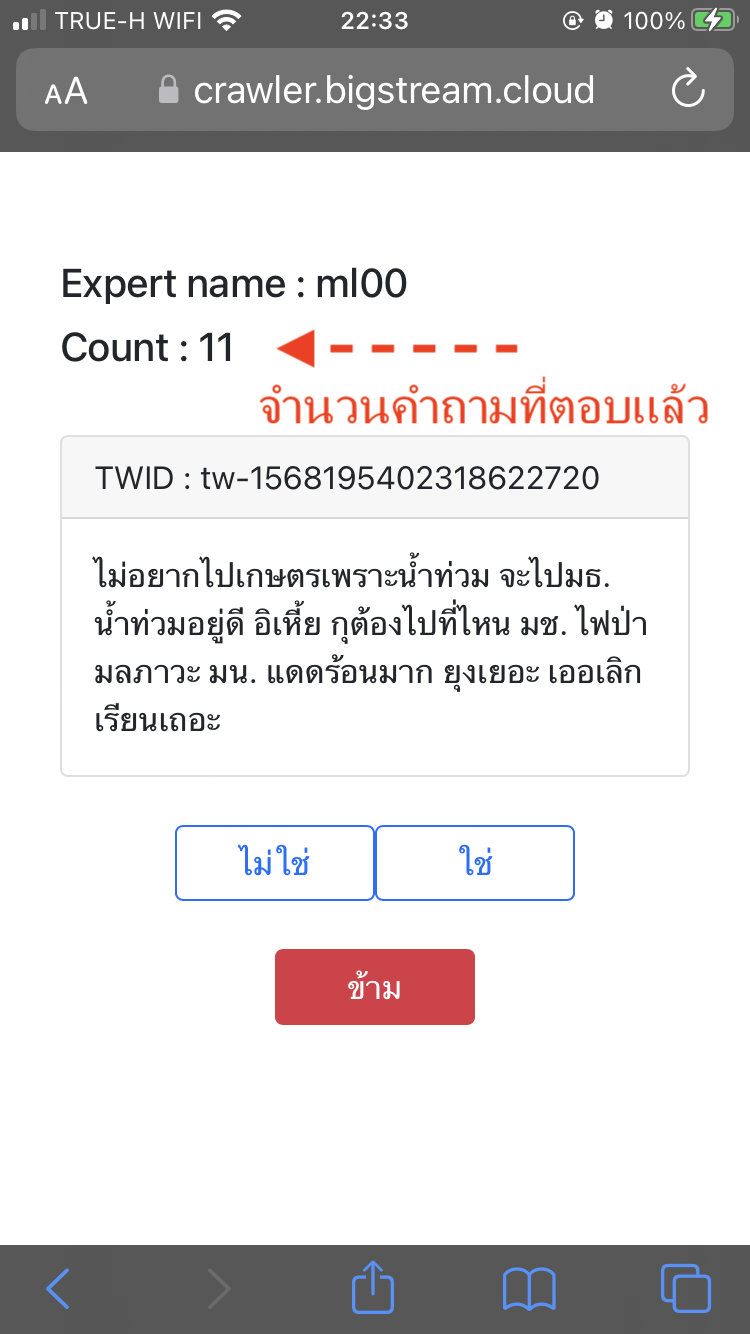 TRUE-H WIFI 22:33 100%
AA crawler.bigstream.cloud
Expert name : ml00
Count : 11
จำนวนคำถามที่ตอบแล้ว
TWID : tw-1568195402318622720
ไม่อยากไปเกษตรเพราะน้ำท่วม จะไปมธ.
น้ำท่วมอยู่ดี อิเหี้ย กุต้องไปที่ไหน มช. ไฟป่า
มลภาวะ มน. แดดร้อนมาก ยุงเยอะ เออเลิก
เรียนเถอะ
ไม่ใช่ ใช่
ข้าม